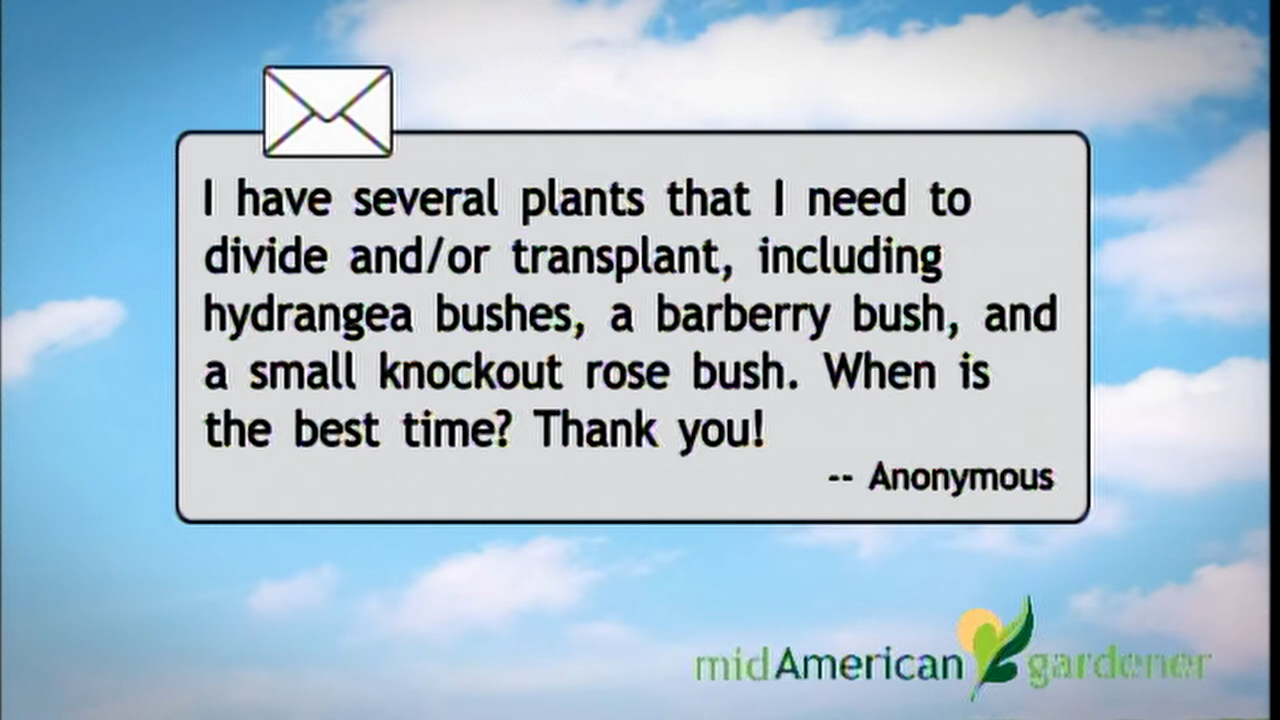 I have several plants that I need to
divide and/or transplant, including
hydrangea bushes, a barberry bush, and
a small knockout rose bush. When is
the best time? Thank you!
-- Anonymous
midAmerican gardener